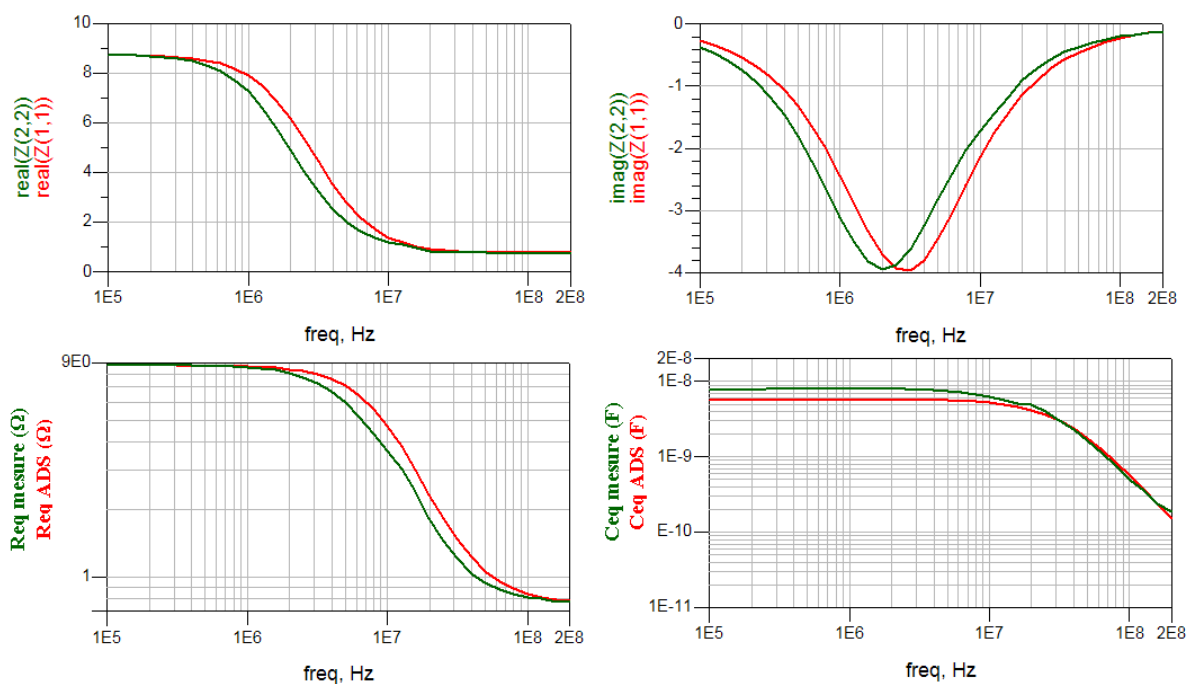 10
8
6
4
2
0
real(Z(2,2))
real(Z(1,1))
1E5
1E6
1E7
1E8
2E8
freq, Hz
0
-1
-2
-3
-4
imag(Z(2,2))
imag(Z(1,1))
1E5
1E6
1E7
1E8
2E8
freq, Hz
9E0
1
Req mesure (Ω)
Req ADS (Ω)
1E5
1E6
1E7
1E8
2E8
freq, Hz
2E-8
1E-8
1E-9
1E-10
1E-11
Ceq mesure (F)
Ceq ADS (F)
1E5
1E6
1E7
1E8
2E8
freq, Hz